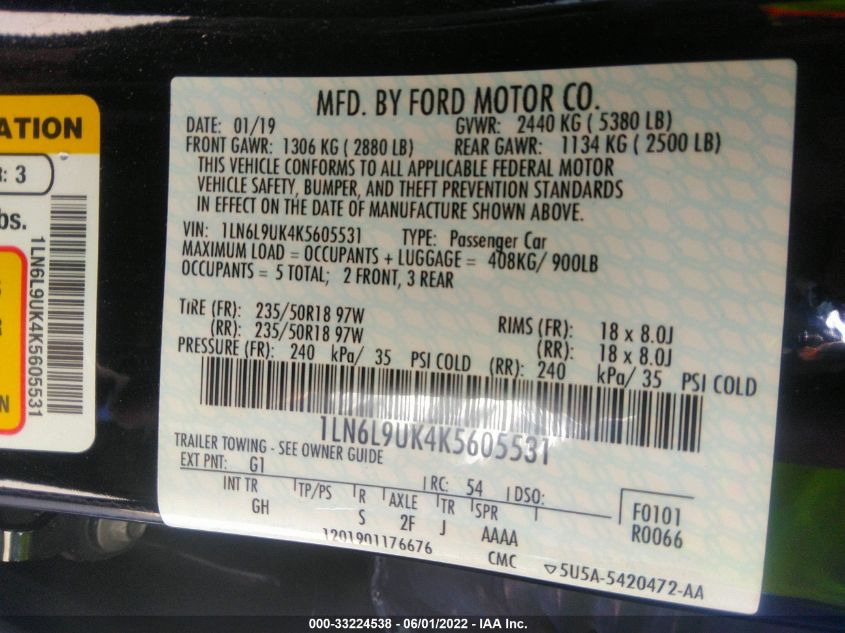 MFD. BY FORD MOTOR CO.
DATE: 01/19 GVWR: 2440 KG ( 5380 LB)
FRONT GAWR: 1306 KG ( 2880 LB) REAR GAWR: 1134 KG ( 2500 LB)
THIS VEHICLE CONFORMS TO ALL APPLICABLE FEDERAL MOTOR
VEHICLE SAFETY, BUMPER, AND THEFT PREVENTION STANDARDS
IN EFFECT ON THE DATE OF MANUFACTURE SHOWN ABOVE.
VIN: 1LN6L9UK4K5605531 TYPE: Passenger Car
MAXIMUM LOAD = OCCUPANTS + LUGGAGE = 408KG/ 900LB
OCCUPANTS = 5 TOTAL; 2 FRONT, 3 REAR
TIRE (FR): 235/50R18 97W RIMS (FR): 18 x 8.0J
(RR): 235/50R18 97W (RR): 18 x 8.0J
PRESSURE (FR): 240 kPa/ 35 PSI COLD (RR): 240 kPa/ 35 PSI COLD
1LN6L9UK4K5605531
TRAILER TOWING - SEE OWNER GUIDE
EXT PNT: G1 RC: 54 DSO:
INT TR TP/PS R AXLE TR SPR F0101
GH S 2F J AAAA R0066
1201901176676 CMC 5U5A-5420472-AA
ATION
R: 3
bs.
1LN6L9UK4K5605531
N
000-33224538 - 06/01/2022 - IAA Inc.